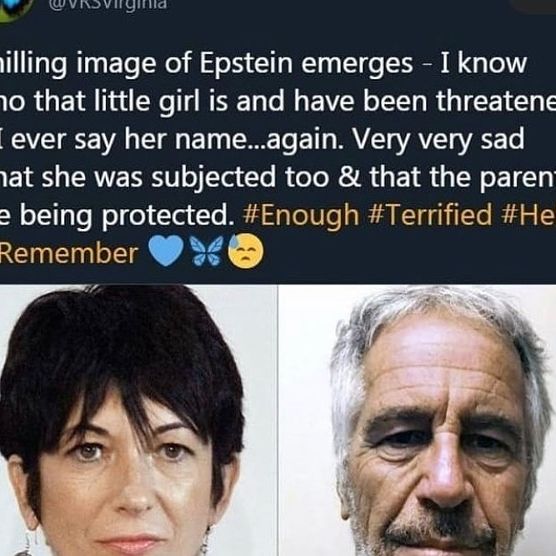 @VRSVirginia
hilling image of Epstein emerges - I know
ho that little girl is and have been threatene
I ever say her name...again. Very very sad
hat she was subjected too & that the paren
e being protected. #Enough #Terrified #He
Remember 💙🦋😓